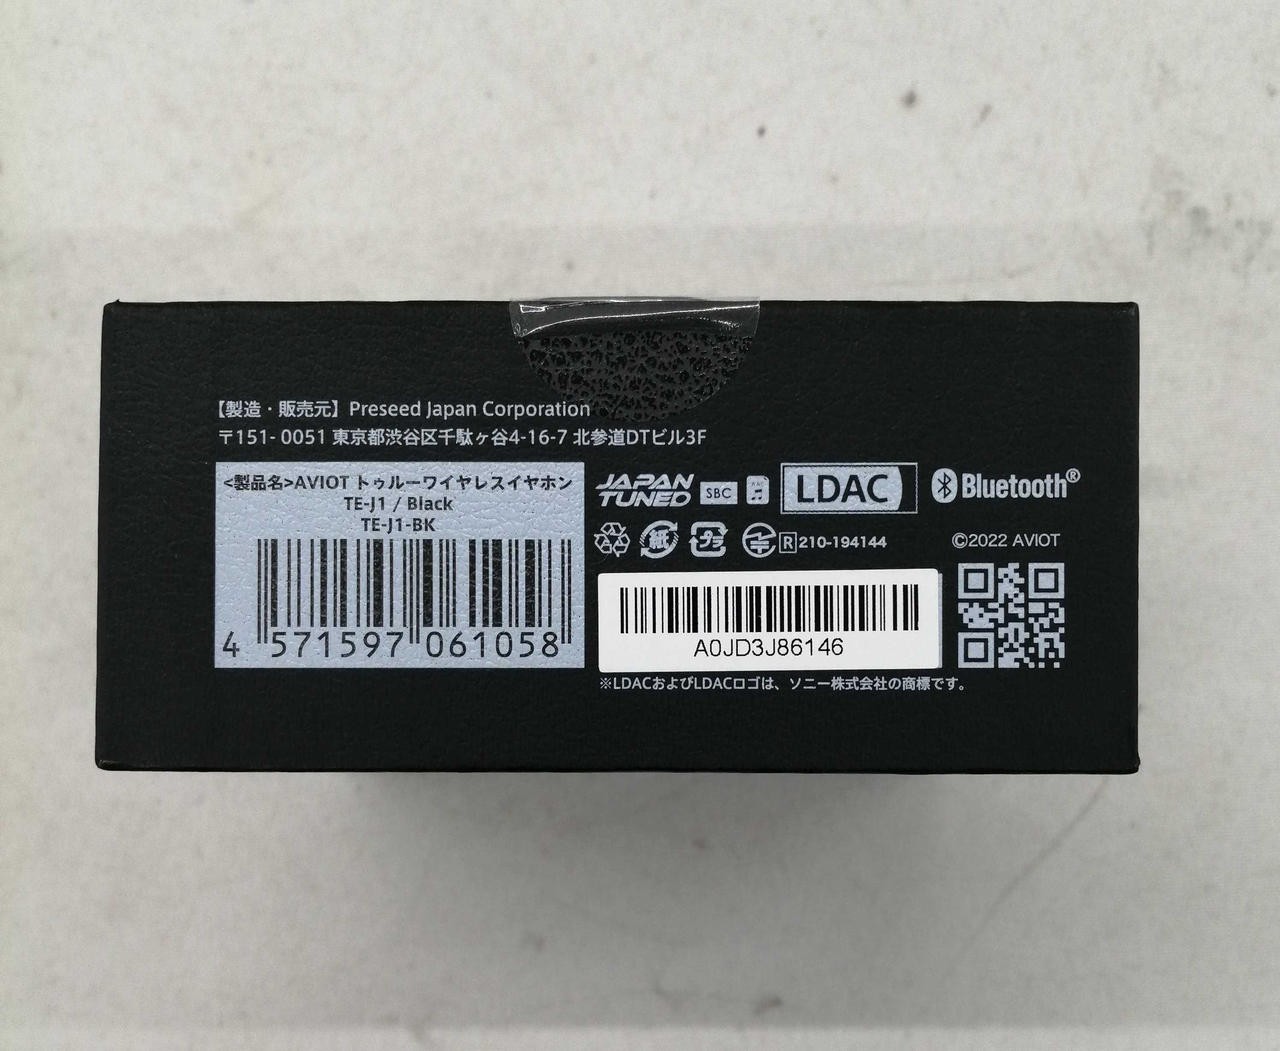 【製造・販売元】Preseed Japan Corporation
〒151-0051 東京都渋谷区千駄ヶ谷4-16-7 北参道DTビル3F
<製品名>AVIOT トゥルーワイヤレスイヤホン
TE-J1 / Black
TE-J1-BK
4 571597 061058
JAPAN TUNED SBC AAC LDAC Bluetooth®
紙 プラ R 210-194144
©2022 AVIOT
A0JD3J86146
※LDACおよびLDACロゴは、ソニー株式会社の商標です。